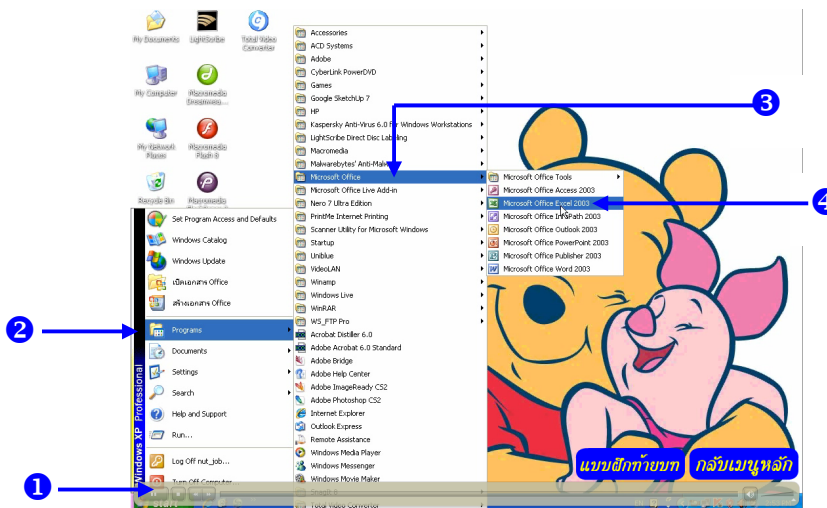 My Documents
LightScribe
Total Video Converter
My Computer
Macromedia Dreamwea...
My Network Places
Macromedia Flash 8
Recycle Bin
Macromedia
Set Program Access and Defaults
Windows Catalog
Windows Update
เปิดเอกสาร Office
สร้างเอกสาร Office
Programs
Documents
Settings
Search
Help and Support
Run...
Log Off nut_job...
Turn Off Computer...
Windows XP Professional
Accessories
ACD Systems
Adobe
CyberLink PowerDVD
Games
Google SketchUp 7
HP
Kaspersky Anti-Virus 6.0 for Windows Workstations
LightScribe Direct Disc Labeling
Macromedia
Malwarebytes' Anti-Malw
Microsoft Office
Microsoft Office Live Add-in
Nero 7 Ultra Edition
PrintMe Internet Printing
Scanner Utility for Microsoft Windows
Startup
Uniblue
VideoLAN
Winamp
Windows Live
WinRAR
WS_FTP Pro
Acrobat Distiller 6.0
Adobe Acrobat 6.0 Standard
Adobe Bridge
Adobe Help Center
Adobe ImageReady CS2
Adobe Photoshop CS2
Internet Explorer
Outlook Express
Remote Assistance
Windows Media Player
Windows Messenger
Windows Movie Maker
SnagIt 8
Total Video Converter
Microsoft Office Tools
Microsoft Office Access 2003
Microsoft Office Excel 2003
Microsoft Office InfoPath 2003
Microsoft Office Outlook 2003
Microsoft Office PowerPoint 2003
Microsoft Office Publisher 2003
Microsoft Office Word 2003
แบบฝึกท้ายบท
กลับเมนูหลัก
1
2
3
4